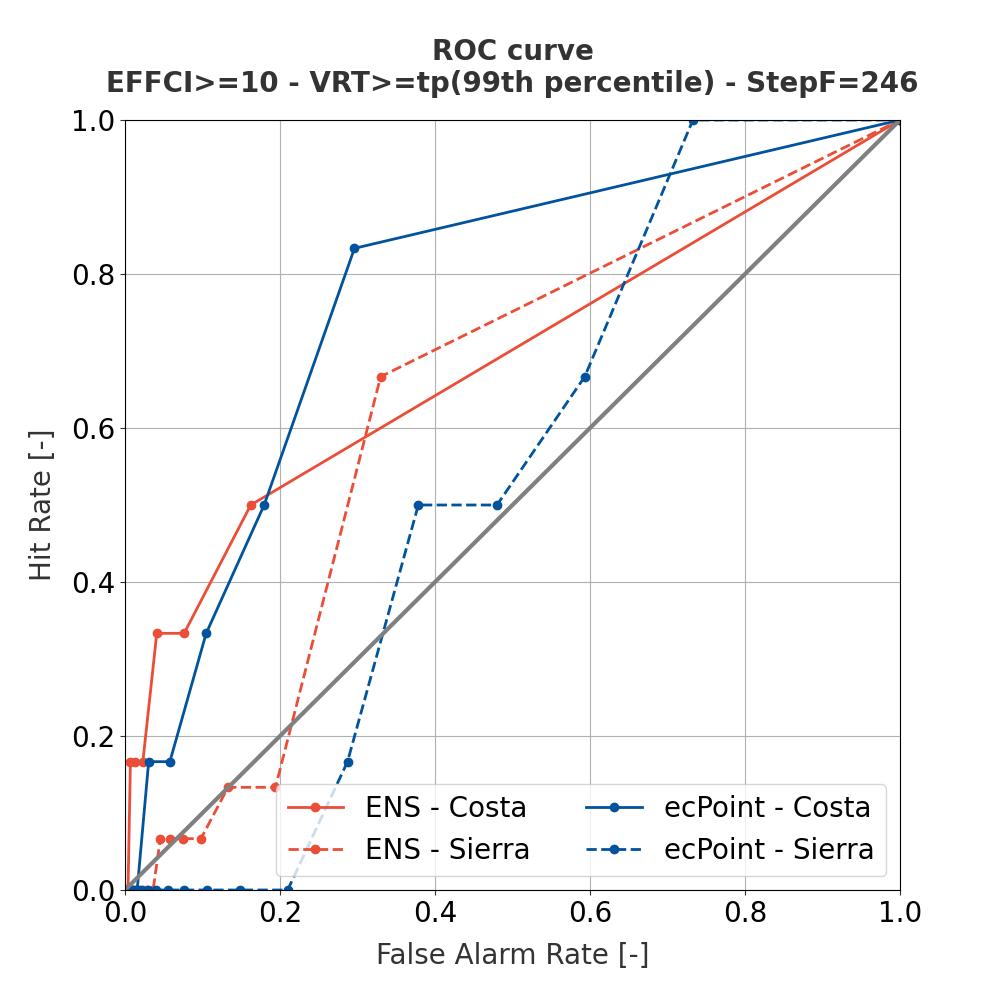 ROC curve
EFFCI>=10 - VRT>=tp(99th percentile) - StepF=246
1.0
0.8
0.6
0.4
0.2
0.0
Hit Rate [-]
ENS - Costa
ENS - Sierra
ecPoint - Costa
ecPoint - Sierra
0.0 0.2 0.4 0.6 0.8 1.0
False Alarm Rate [-]